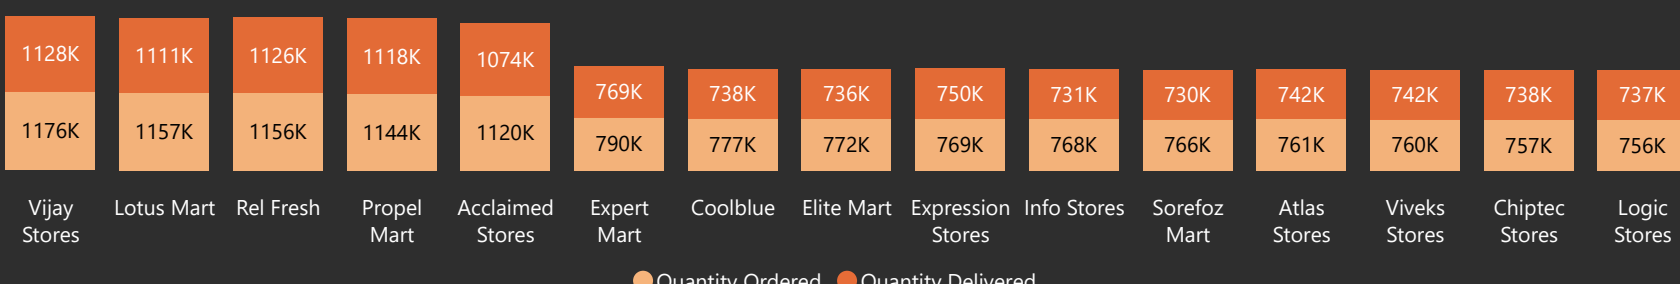 1128K 1111K 1126K 1118K 1074K 769K 738K 736K 750K 731K 730K 742K 742K 738K 737K
1176K 1157K 1156K 1144K 1120K 790K 777K 772K 769K 768K 766K 761K 760K 757K 756K
Vijay Lotus Mart Rel Fresh Propel Acclaimed Expert Coolblue Elite Mart Expression Info Stores Sorefoz Atlas Viveks Chiptec Logic
Stores Mart Stores Mart Stores Mart Stores Stores Stores Stores
Quantity Ordered Quantity Delivered